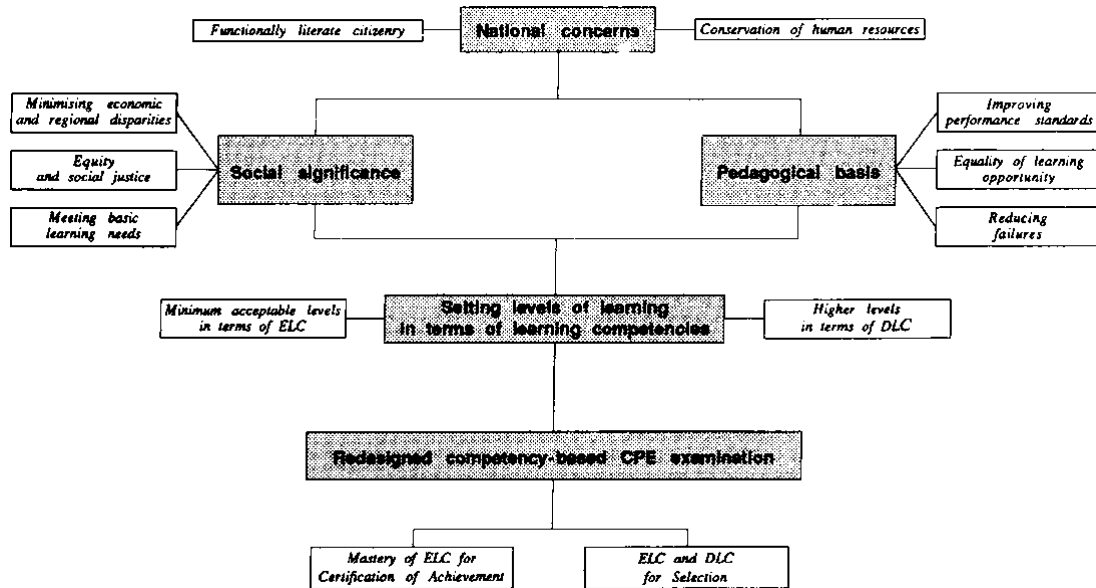 Functionally literate citizenry
National concerns
Conservation of human resources
Minimising economic
and regional disparities
Equity
and social justice
Meeting basic
learning needs
Social significance
Pedagogical basis
Improving
performance standards
Equality of learning
opportunity
Reducing
failures
Minimum acceptable levels
in terms of ELC
Setting levels of learning
in terms of learning competencies
Higher levels
in terms of DLC
Redesigned competency-based CPE examination
Mastery of ELC for
Certification of Achievement
ELC and DLC
for Selection